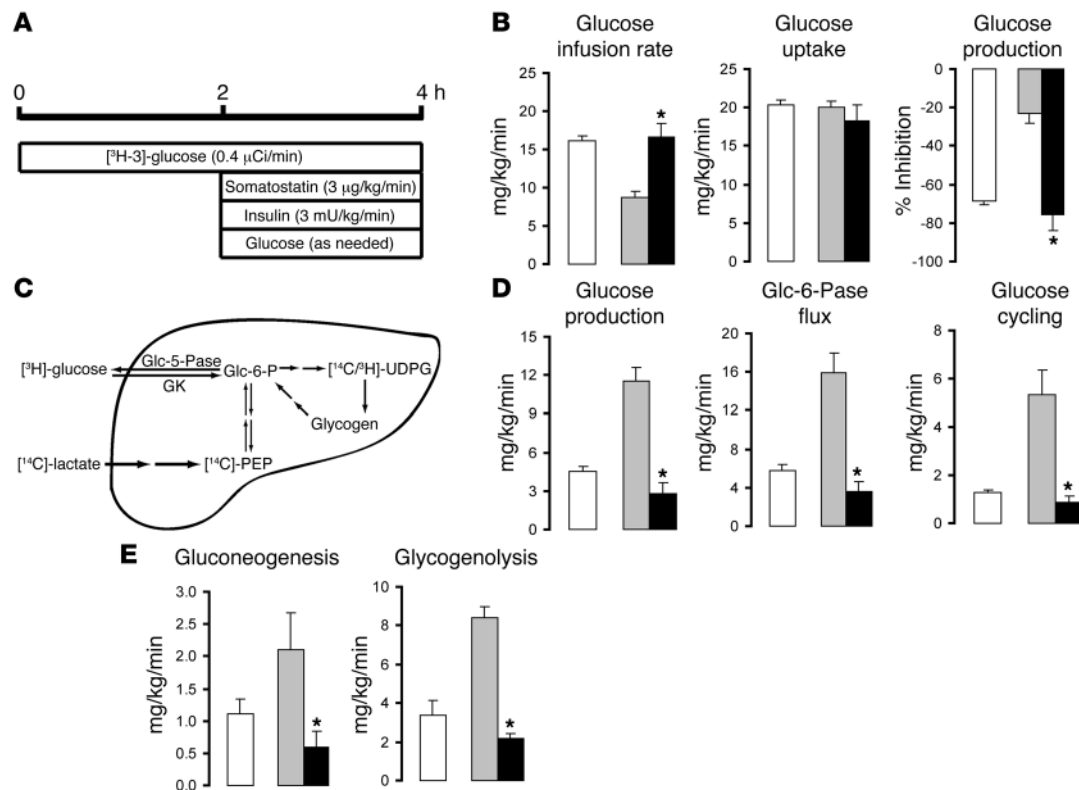 A
0 2 4 h
[³H-3]-glucose (0.4 μCi/min)
Somatostatin (3 μg/kg/min)
Insulin (3 mU/kg/min)
Glucose (as needed)
B
Glucose
infusion rate
mg/kg/min
25
20
15
10
5
0
*
Glucose
uptake
mg/kg/min
25
20
15
10
5
0
Glucose
production
% Inhibition
0
-20
-40
-60
-80
-100
*
C
[³H]-glucose
Glc-5-Pase
GK
Glc-6-P
[¹⁴C/³H]-UDPG
Glycogen
[¹⁴C]-lactate
[¹⁴C]-PEP
D
Glucose
production
mg/kg/min
15
12
9
6
3
0
*
Glc-6-Pase
flux
mg/kg/min
20
16
12
8
4
0
*
Glucose
cycling
mg/kg/min
8
6
4
2
0
*
E
Gluconeogenesis
mg/kg/min
3.0
2.5
2.0
1.5
1.0
0.5
0.0
*
Glycogenolysis
mg/kg/min
10
8
6
4
2
0
*